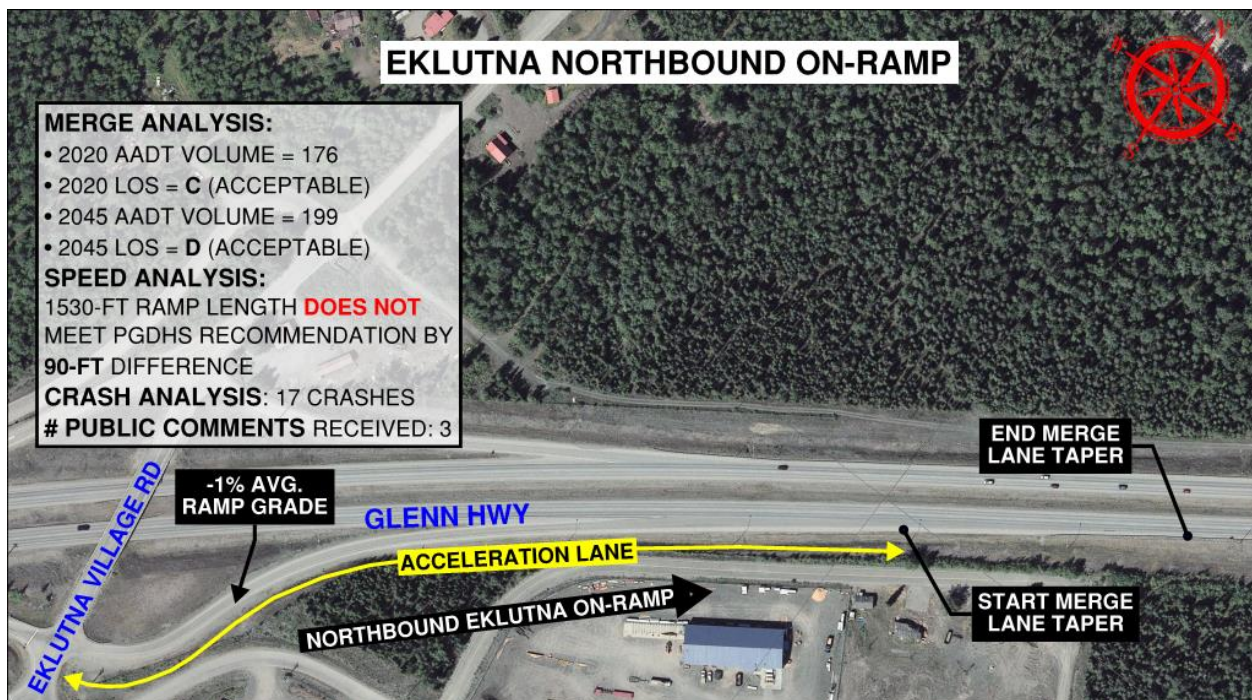 EKLUTNA NORTHBOUND ON-RAMP
N
E
S
W
MERGE ANALYSIS:
• 2020 AADT VOLUME = 176
• 2020 LOS = C (ACCEPTABLE)
• 2045 AADT VOLUME = 199
• 2045 LOS = D (ACCEPTABLE)
SPEED ANALYSIS:
1530-FT RAMP LENGTH DOES NOT
MEET PGDHS RECOMMENDATION BY
90-FT DIFFERENCE
CRASH ANALYSIS: 17 CRASHES
# PUBLIC COMMENTS RECEIVED: 3
END MERGE
LANE TAPER
-1% AVG.
RAMP GRADE
GLENN HWY
EKLUTNA VILLAGE RD
ACCELERATION LANE
NORTHBOUND EKLUTNA ON-RAMP
START MERGE
LANE TAPER